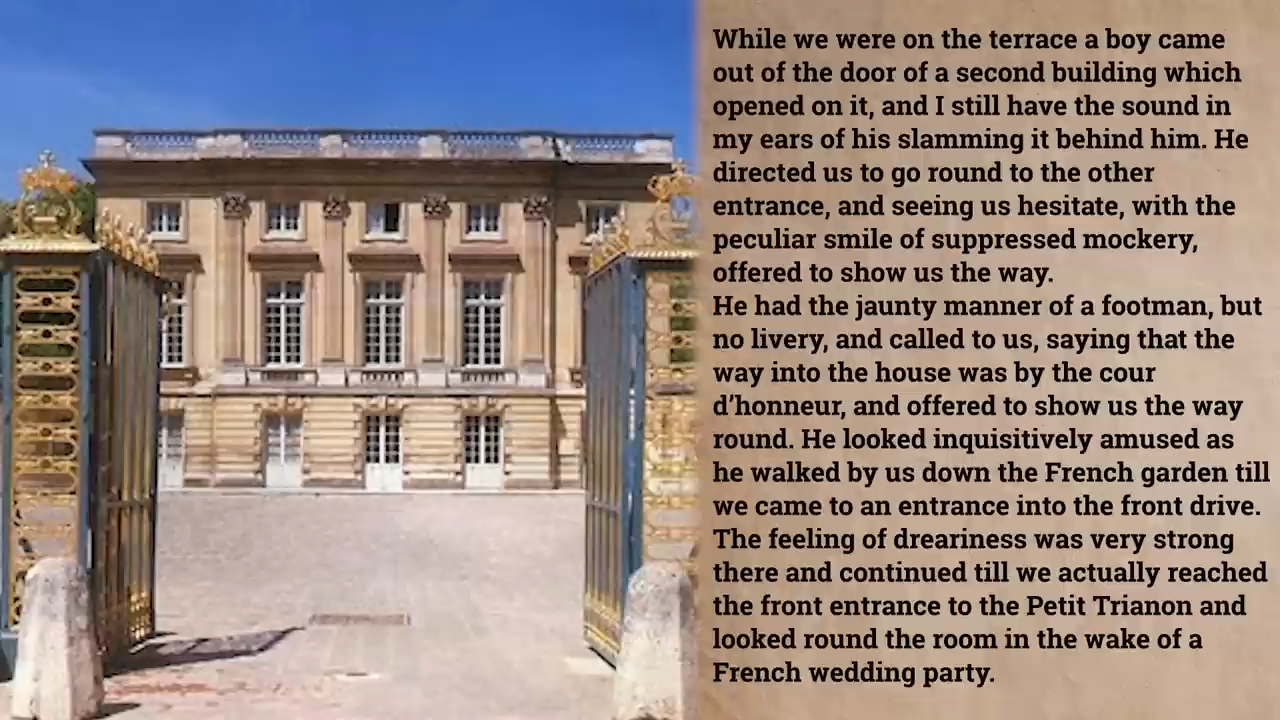 While we were on the terrace a boy came
out of the door of a second building which
opened on it, and I still have the sound in
my ears of his slamming it behind him. He
directed us to go round to the other
entrance, and seeing us hesitate, with the
peculiar smile of suppressed mockery,
offered to show us the way.
He had the jaunty manner of a footman, but
no livery, and called to us, saying that the
way into the house was by the cour
d’honneur, and offered to show us the way
round. He looked inquisitively amused as
he walked by us down the French garden till
we came to an entrance into the front drive.
The feeling of dreariness was very strong
there and continued till we actually reached
the front entrance to the Petit Trianon and
looked round the room in the wake of a
French wedding party.